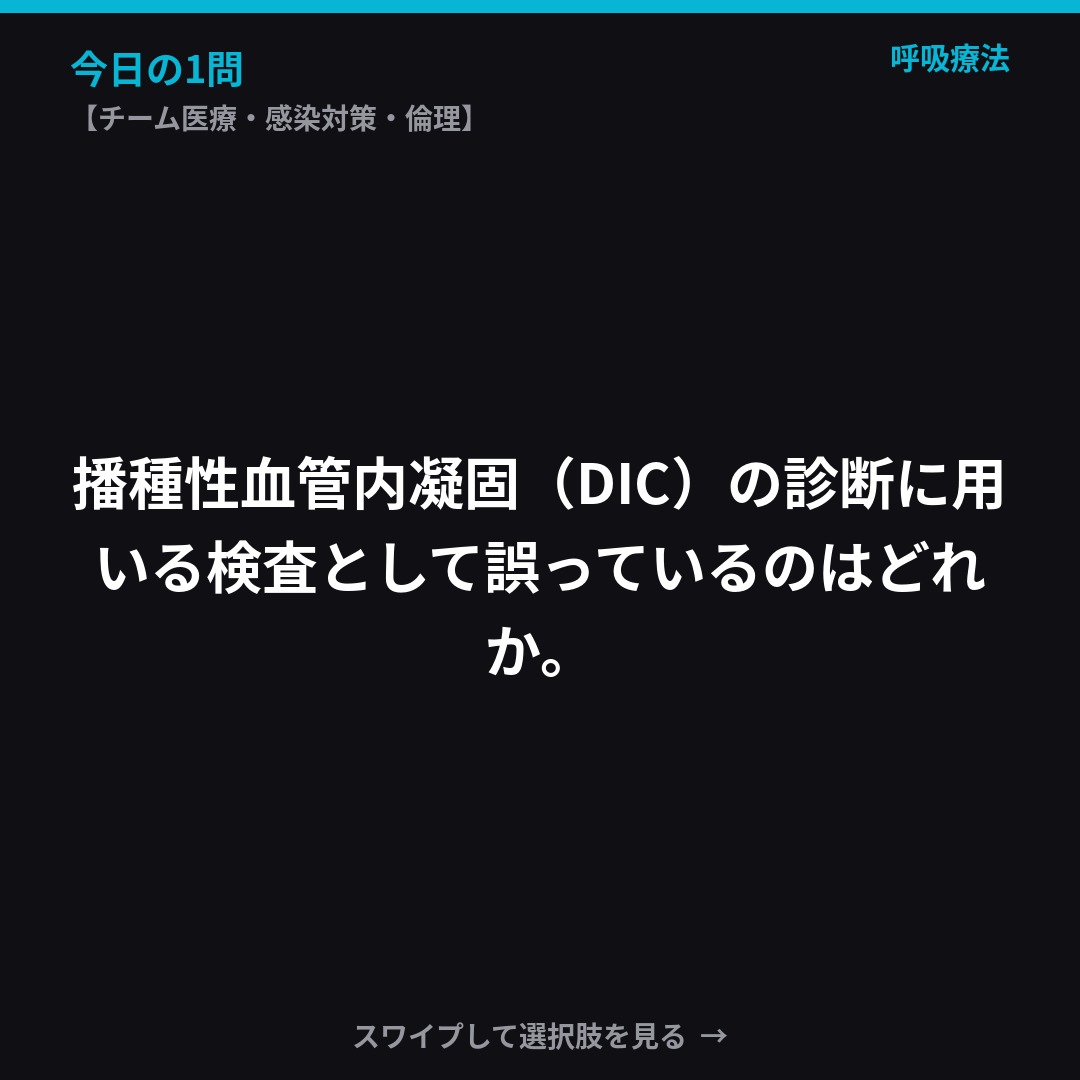 今日の1問
呼吸療法
【チーム医療・感染対策・倫理】
播種性血管内凝固（DIC）の診断に用
いる検査として誤っているのはどれ
か。
スワイプして選択肢を見る →